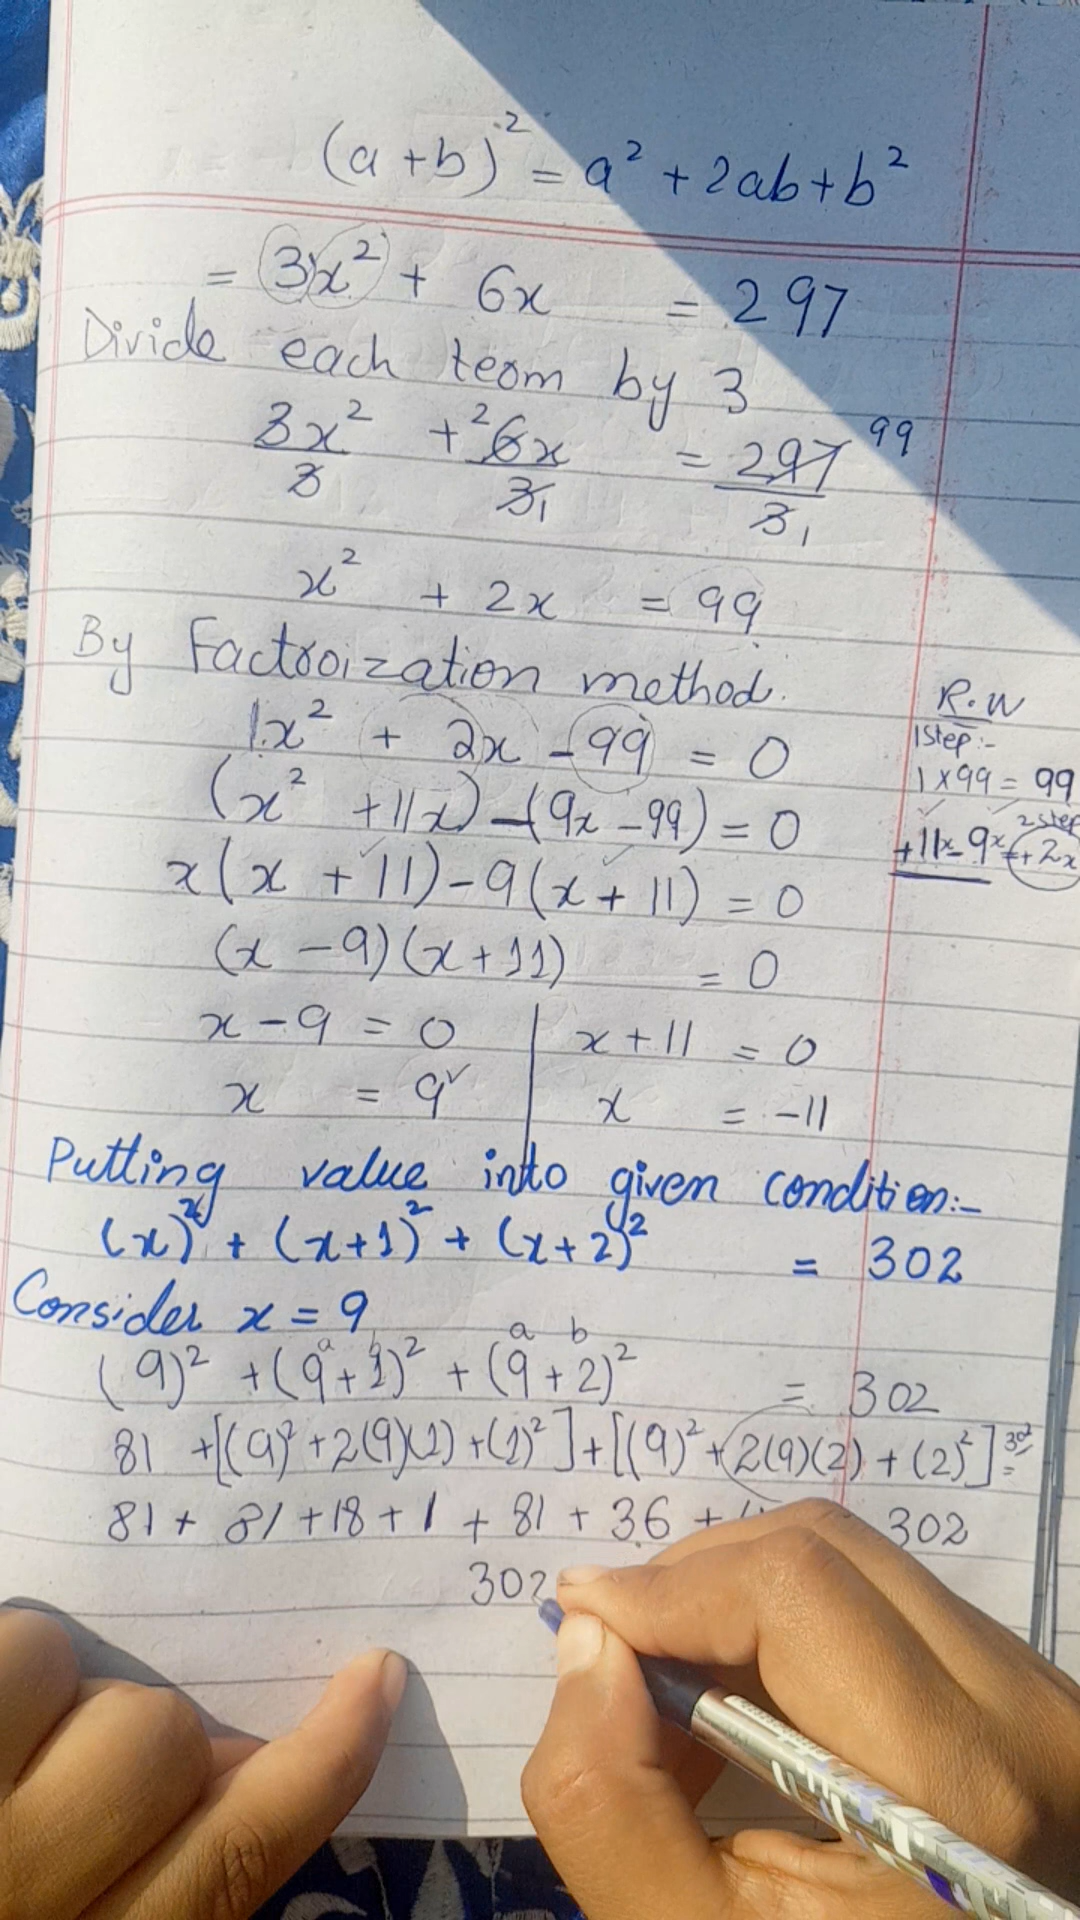 (a+b)² = a² + 2ab + b²
= 3x² + 6x = 297
Divide each teom by 3
3x²/3 + 6x/3 = 297/3 2 1 99 1
x² + 2x = 99
By Factroization method.
1x² + 2x - 99 = 0
(x² + 11x) - (9x - 99) = 0
x(x + 11) - 9(x + 11) = 0
(x - 9)(x + 11) = 0
x - 9 = 0 | x + 11 = 0
x = 9✓ | x = -11
R.W
1step:-
1×99 = 99
2step
+11x - 9x = +2x
Putting value into given condition:-
(x)² + (x+1)² + (x+2)² = 302
Consider x = 9
a b a b
(9)² + (9+1)² + (9+2)² = 302
81 + [(9)² + 2(9)(1) + (1)²] + [(9)² + 2(9)(2) + (2)²] = 302
81 + 81 + 18 + 1 + 81 + 36 + 302
302